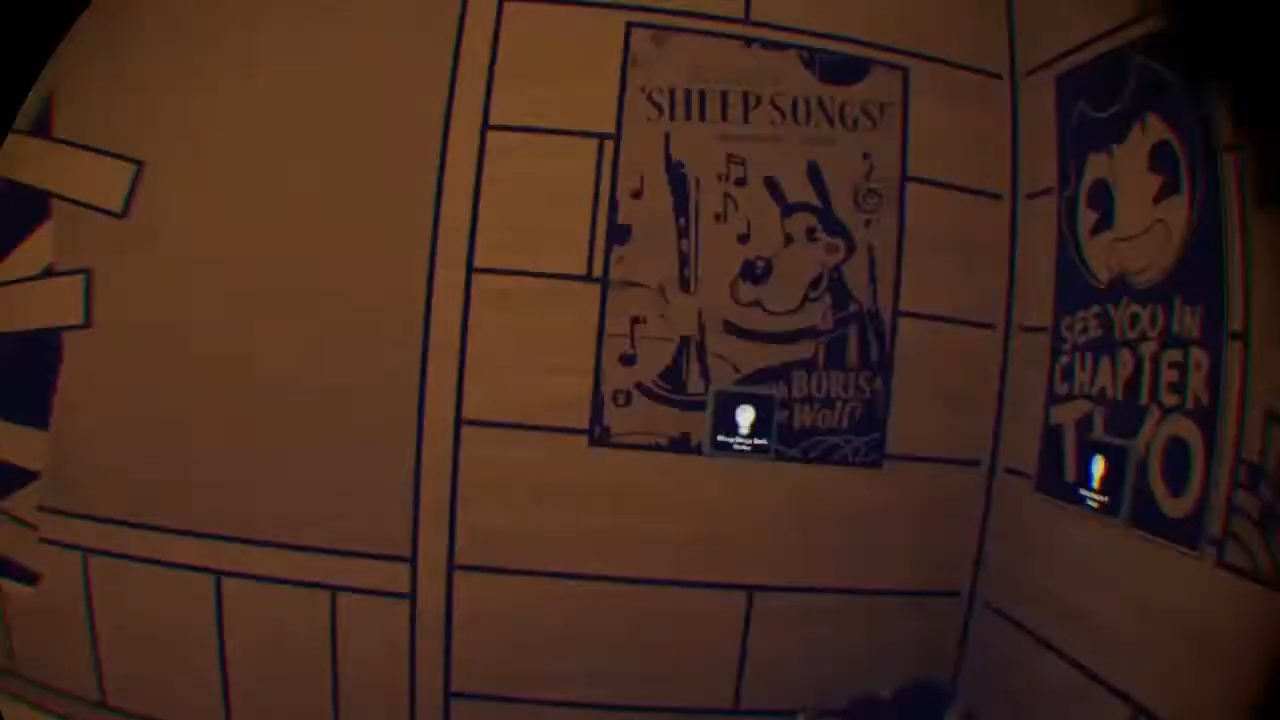 "SHEEP SONGS!"
BORIS
Wolf"
SEE YOU IN
CHAPTER
TWO